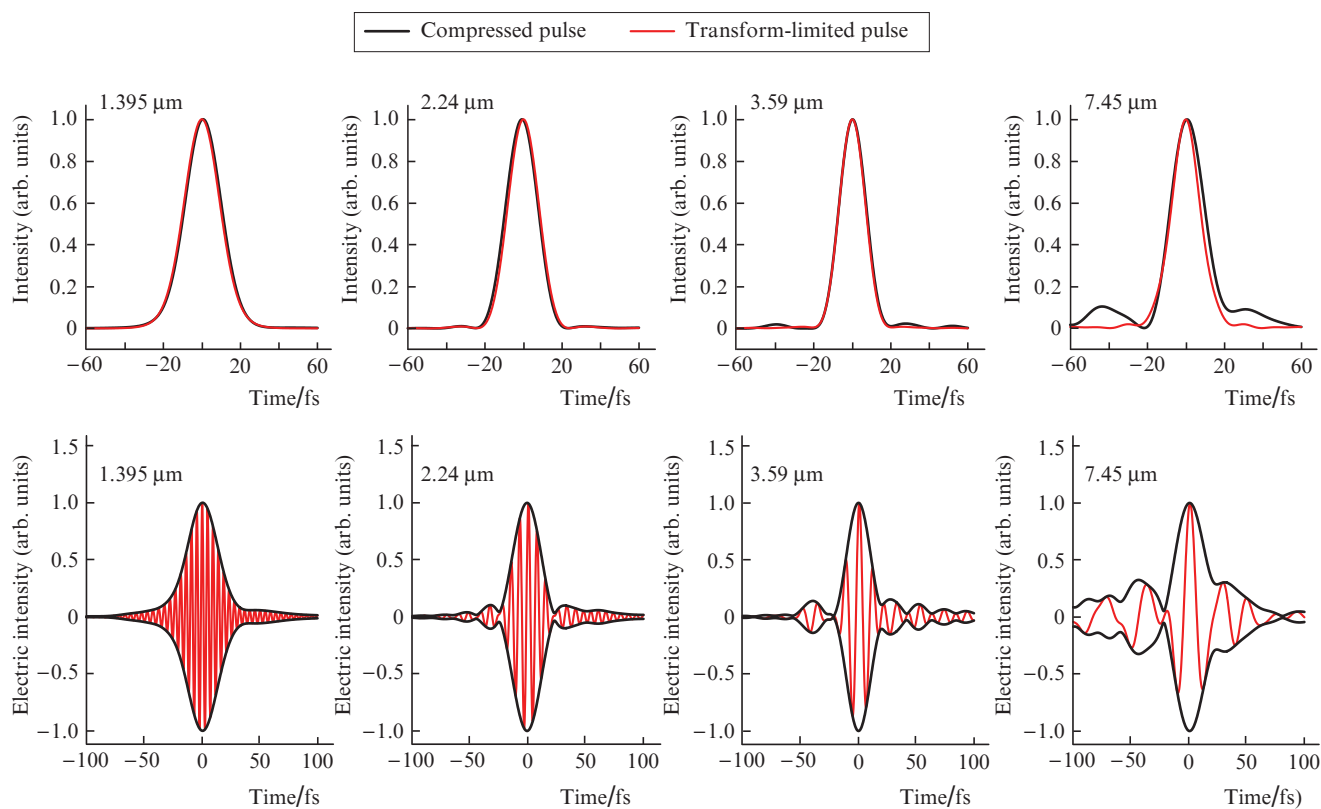 Compressed pulse Transform-limited pulse
1.395 μm
Intensity (arb. units)
1.0
0.8
0.6
0.4
0.2
0
−60 −20 20 60
Time/fs
2.24 μm
Intensity (arb. units)
1.0
0.8
0.6
0.4
0.2
0
−60 −20 20 60
Time/fs
3.59 μm
Intensity (arb. units)
1.0
0.8
0.6
0.4
0.2
0
−60 −20 20 60
Time/fs
7.45 μm
Intensity (arb. units)
1.0
0.8
0.6
0.4
0.2
0
−60 −20 20 60
Time/fs
1.395 μm
Electric intensity (arb. units)
1.5
1.0
0.5
0
−0.5
−1.0
−100 −50 0 50 100
Time/fs
2.24 μm
Electric intensity (arb. units)
1.5
1.0
0.5
0
−0.5
−1.0
−100 −50 0 50 100
Time/fs
3.59 μm
Electric intensity (arb. units)
1.5
1.0
0.5
0
−0.5
−1.0
−100 −50 0 50 100
Time/fs
7.45 μm
Electric intensity (arb. units)
1.5
1.0
0.5
0
−0.5
−1.0
−100 −50 0 50 100
Time/fs)